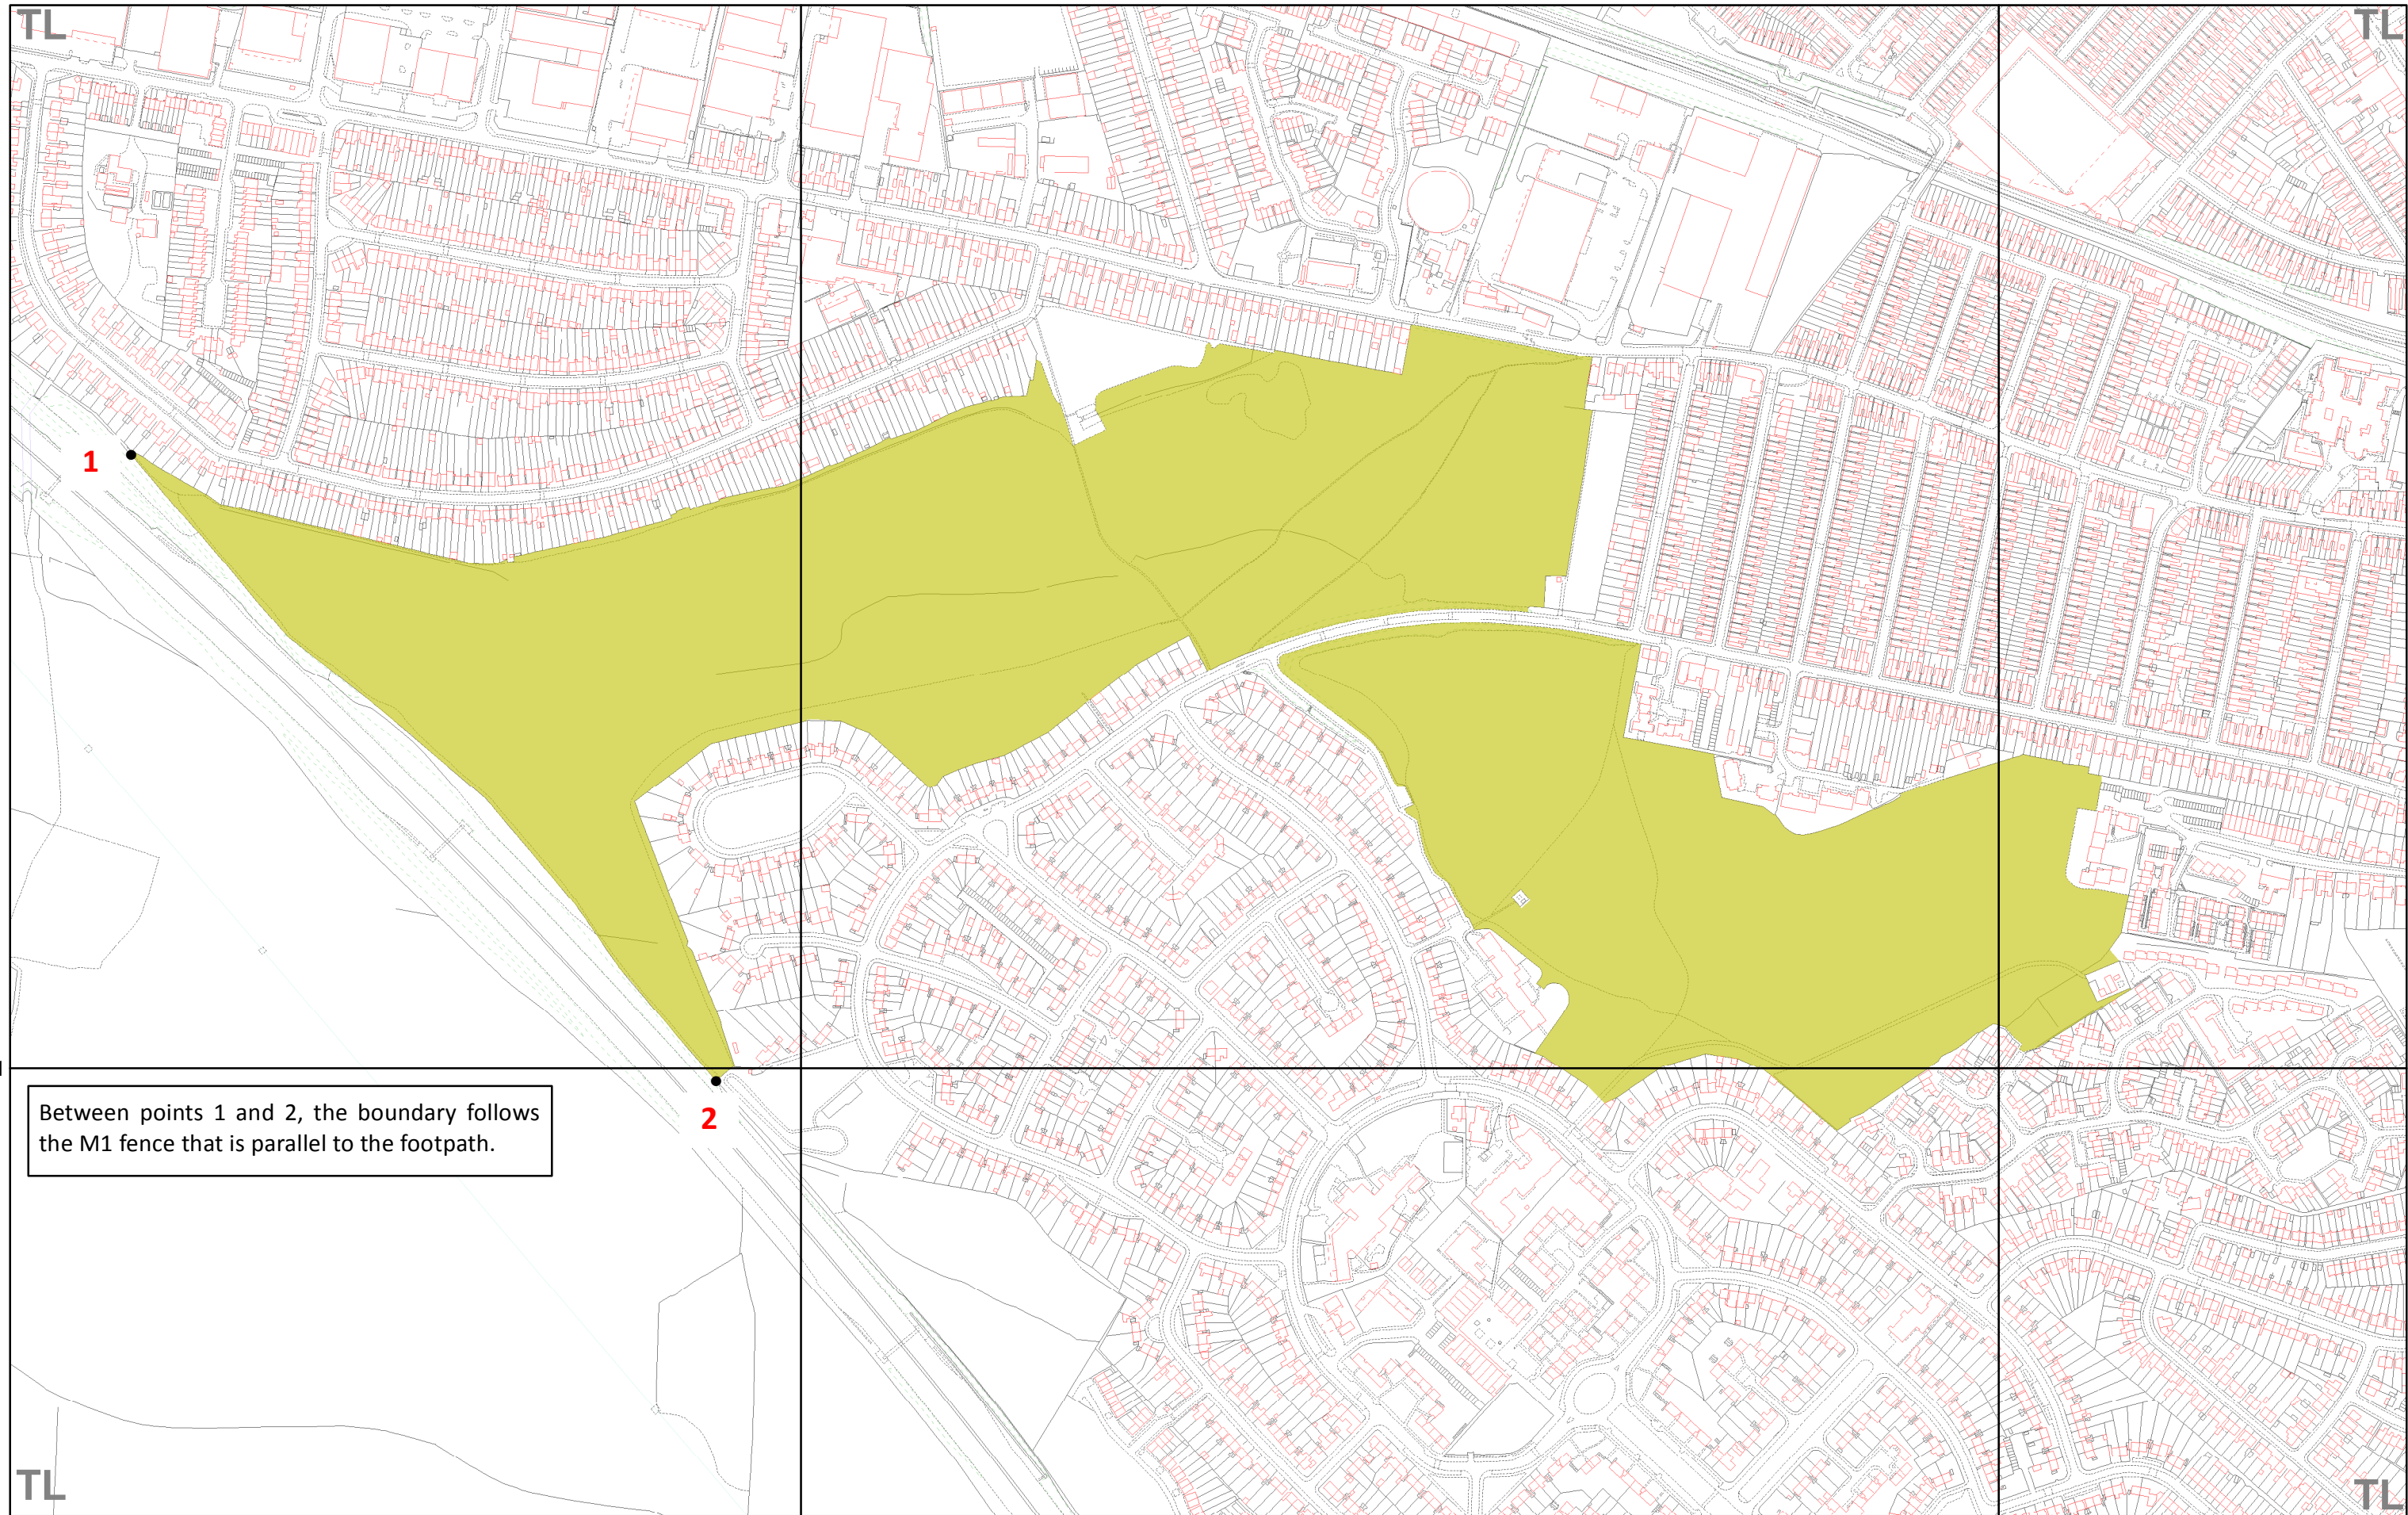 TL
TL
1
2
Between points 1 and 2, the boundary follows
the M1 fence that is parallel to the footpath.
TL
TL